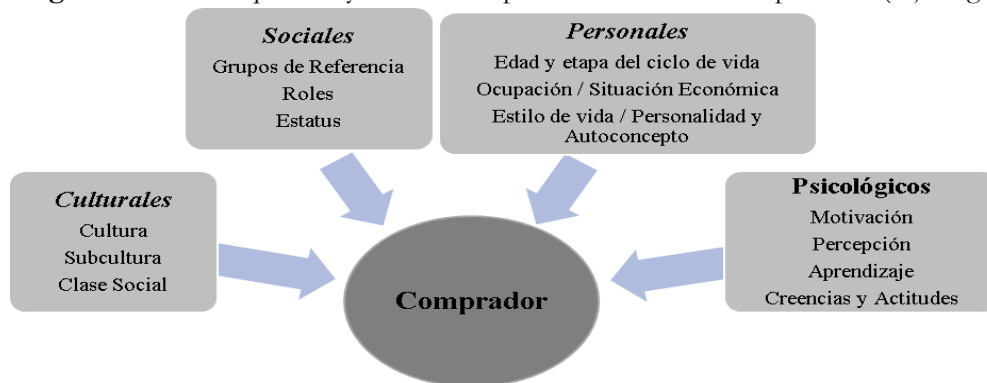 Sociales
Grupos de Referencia
Roles
Estatus
Personales
Edad y etapa del ciclo de vida
Ocupación / Situación Económica
Estilo de vida / Personalidad y
Autoconcepto
Culturales
Cultura
Subcultura
Clase Social
Psicológicos
Motivación
Percepción
Aprendizaje
Creencias y Actitudes
Comprador